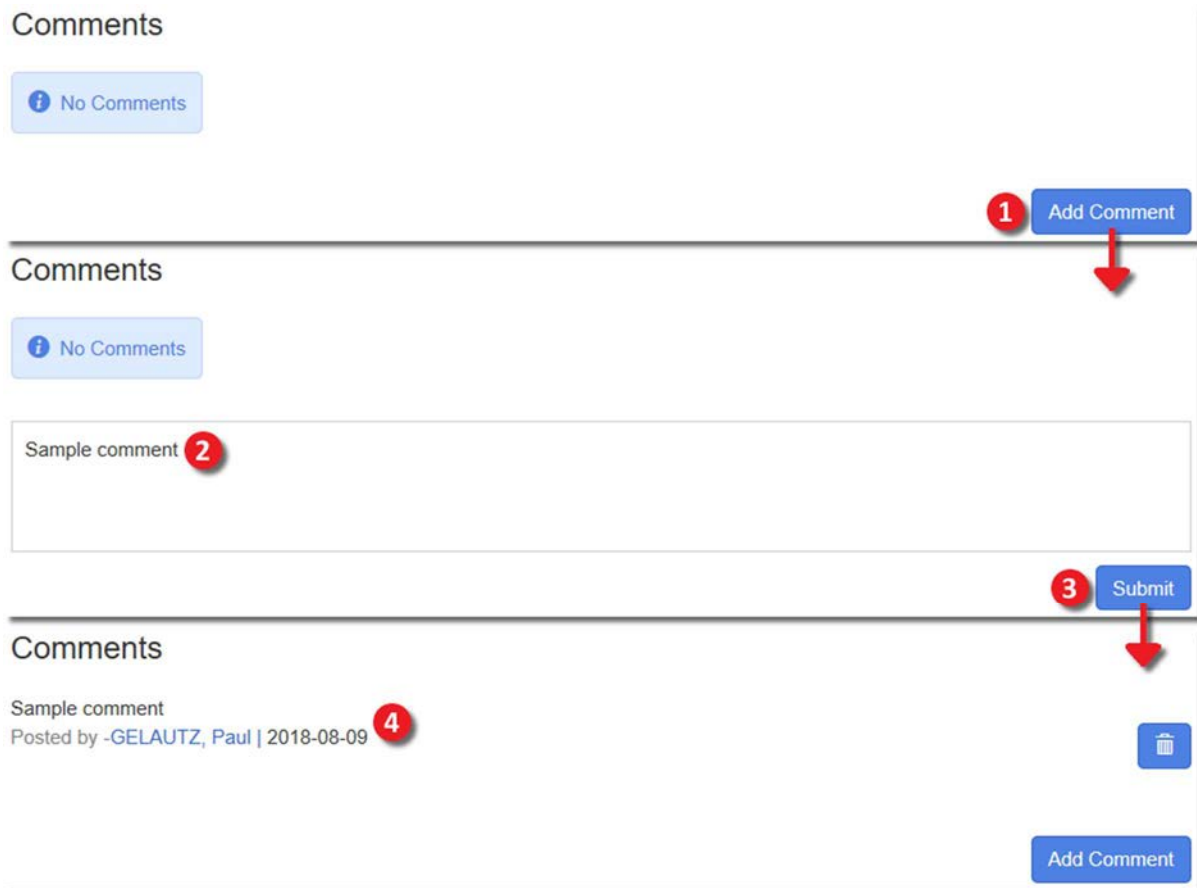 Comments
No Comments
1 Add Comment
Comments
No Comments
Sample comment 2
3 Submit
Comments
Sample comment
Posted by -GELAUTZ, Paul | 2018-08-09 4
Add Comment